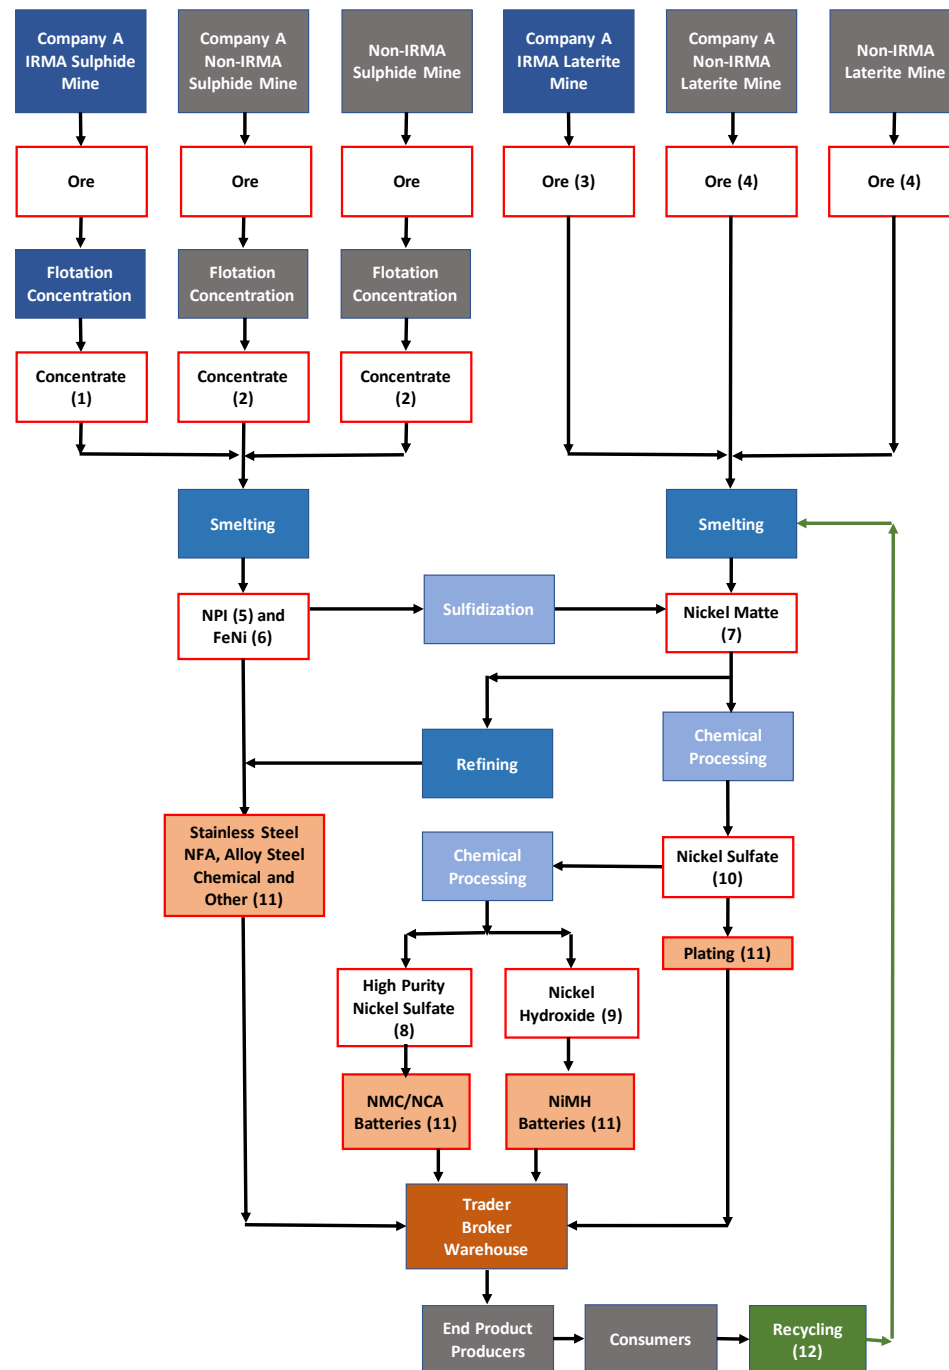 Company A
IRMA Sulphide
Mine
Company A
Non-IRMA
Sulphide Mine
Non-IRMA
Sulphide Mine
Company A
IRMA Laterite
Mine
Company A
Non-IRMA
Laterite Mine
Non-IRMA
Laterite Mine
Ore
Ore
Ore
Ore (3)
Ore (4)
Ore (4)
Flotation
Concentration
Flotation
Concentration
Flotation
Concentration
Concentrate
(1)
Concentrate
(2)
Concentrate
(2)
Smelting
Smelting
NPI (5) and
FeNi (6)
Sulfidization
Nickel Matte
(7)
Refining
Chemical
Processing
Stainless Steel
NFA, Alloy Steel
Chemical and
Other (11)
Chemical
Processing
Nickel Sulfate
(10)
Plating (11)
High Purity
Nickel Sulfate
(8)
Nickel
Hydroxide (9)
NMC/NCA
Batteries (11)
NiMH
Batteries (11)
Trader
Broker
Warehouse
End Product
Producers
Consumers
Recycling
(12)